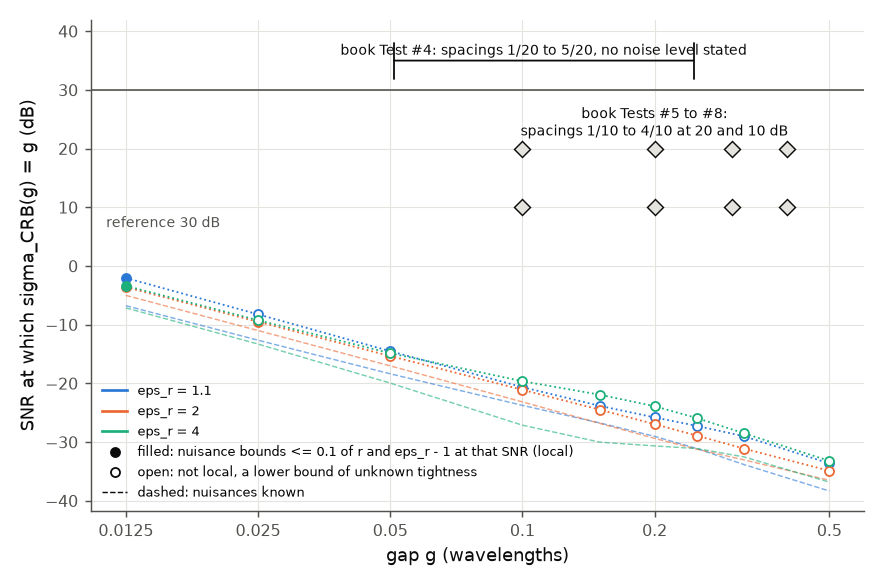 book Test #4: spacings 1/20 to 5/20, no noise level stated
book Tests #5 to #8:
spacings 1/10 to 4/10 at 20 and 10 dB
reference 30 dB
SNR at which sigma_CRB(g) = g (dB)
40
30
20
10
0
−10
−20
−30
−40
eps_r = 1.1
eps_r = 2
eps_r = 4
filled: nuisance bounds <= 0.1 of r and eps_r - 1 at that SNR (local)
open: not local, a lower bound of unknown tightness
dashed: nuisances known
0.0125
0.025
0.05
0.1
0.2
0.5
gap g (wavelengths)